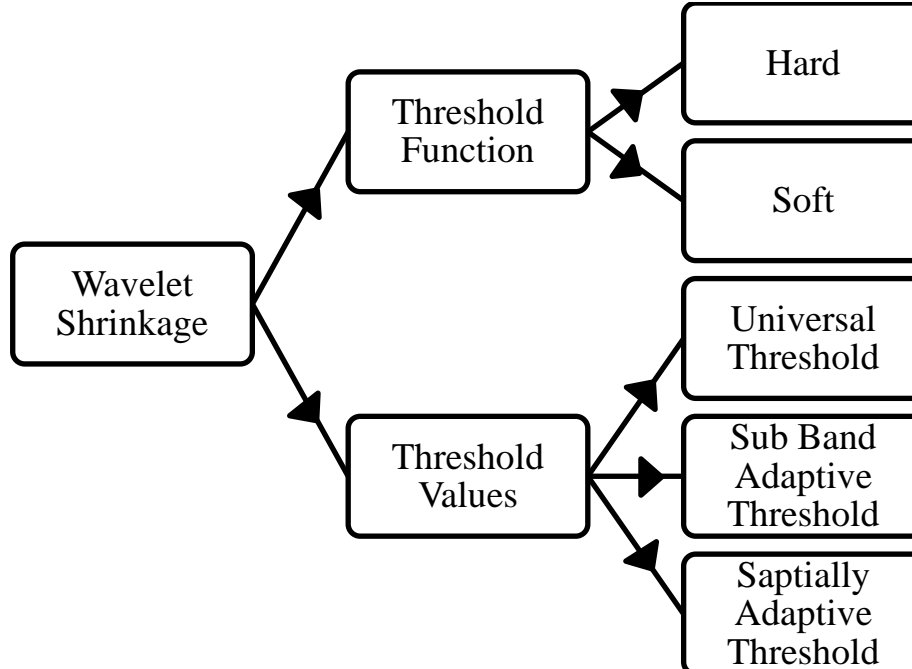 Wavelet
Shrinkage
Threshold
Function
Threshold
Values
Hard
Soft
Universal
Threshold
Sub Band
Adaptive
Threshold
Saptially
Adaptive
Threshold